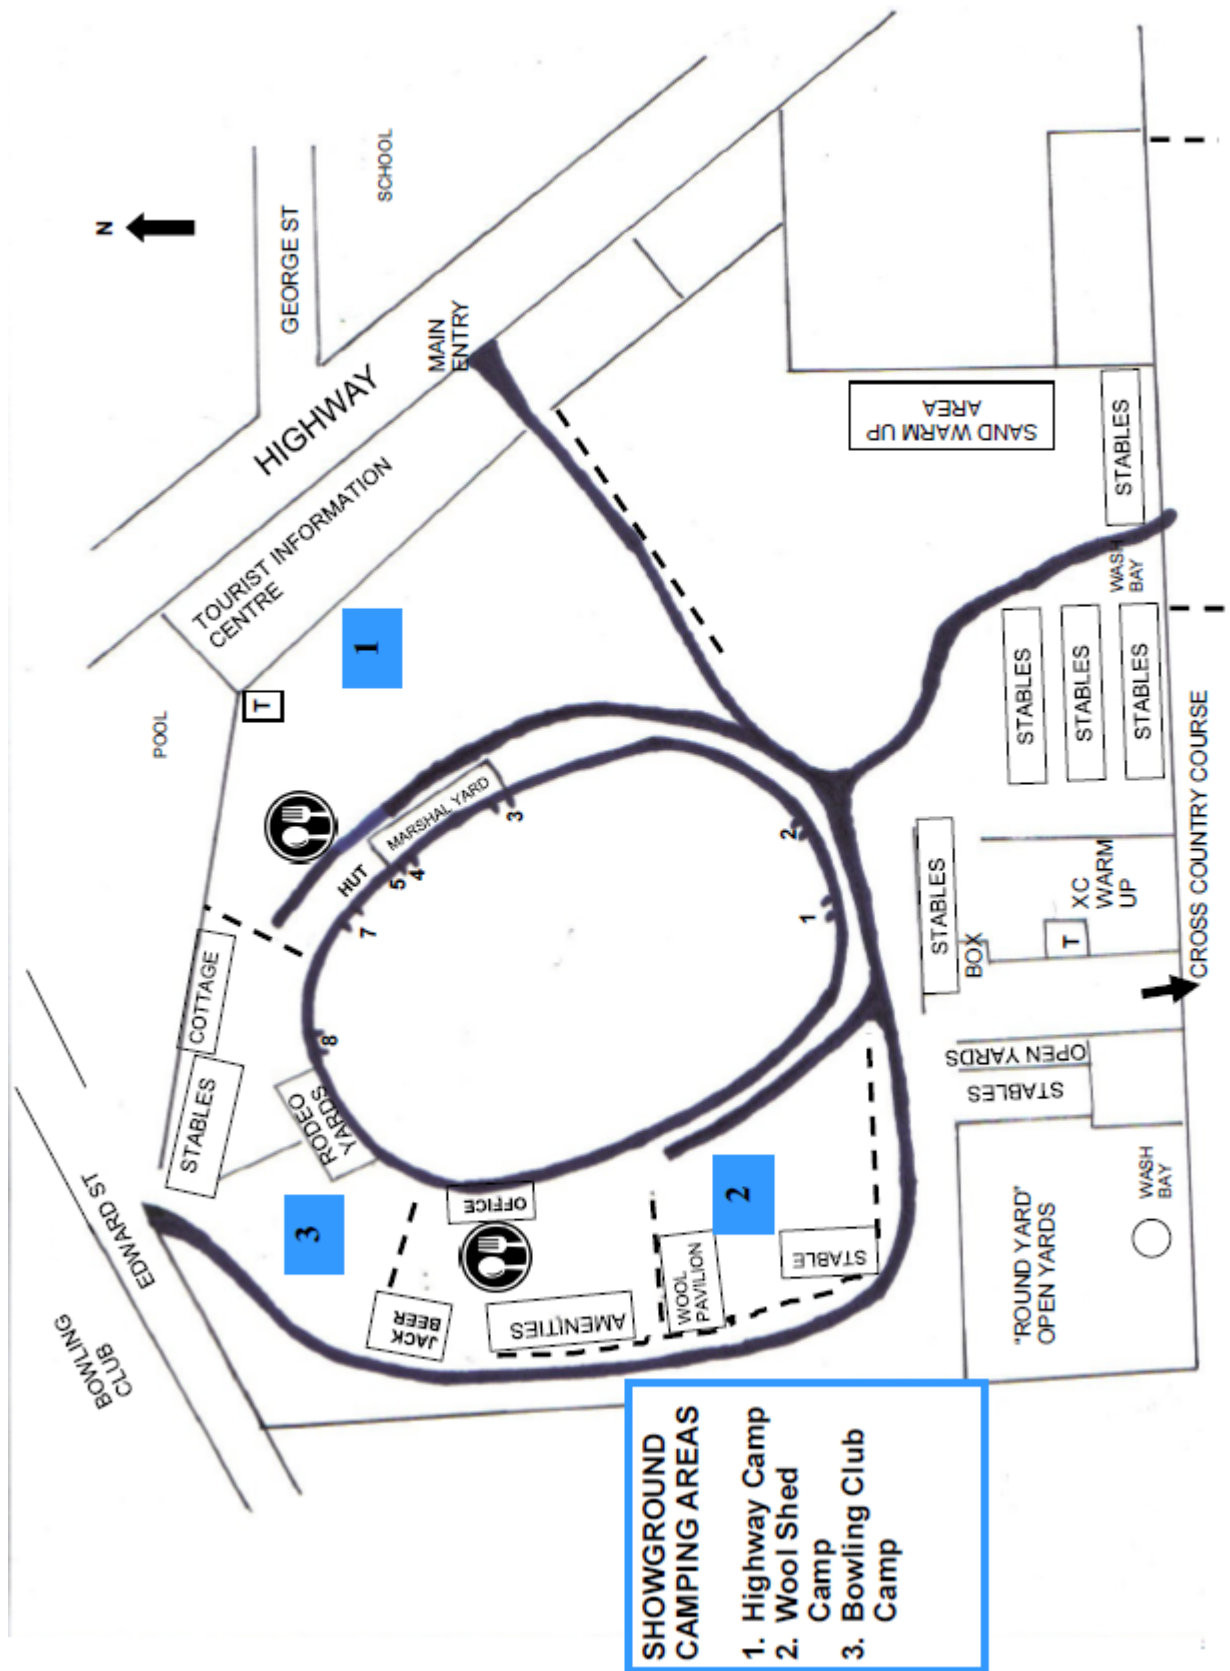 N
GEORGE ST
SCHOOL
HIGHWAY
MAIN
ENTRY
TOURIST INFORMATION
CENTRE
POOL
T
1
SAND WARM UP
AREA
STABLES
WASH
BAY
STABLES
STABLES
STABLES
MARSHAL YARD
HUT
3
4
5
7
8
2
1
COTTAGE
STABLES
RODEO
YARDS
EDWARD ST
BOWLING
CLUB
3
OFFICE
JACK
BEER
AMENITIES
WOOL
PAVILION
2
STABLE
STABLES
BOX
XC
WARM
UP
T
CROSS COUNTRY COURSE
OPEN YARDS
STABLES
"ROUND YARD"
OPEN YARDS
WASH
BAY
SHOWGROUND
CAMPING AREAS
1. Highway Camp
2. Wool Shed
Camp
3. Bowling Club
Camp